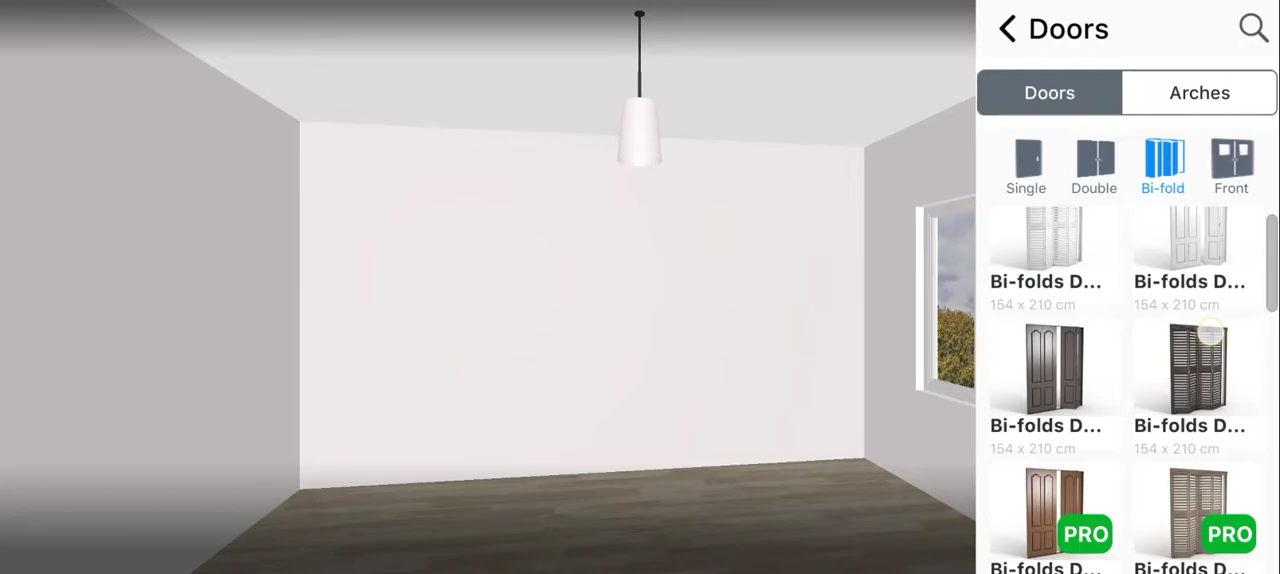 Doors
Doors Arches
Single Double Bi-fold Front
Bi-folds D... Bi-folds D...
154 x 210 cm 154 x 210 cm
Bi-folds D... Bi-folds D...
154 x 210 cm 154 x 210 cm
PRO PRO
Bi-folds D... Bi-folds D...